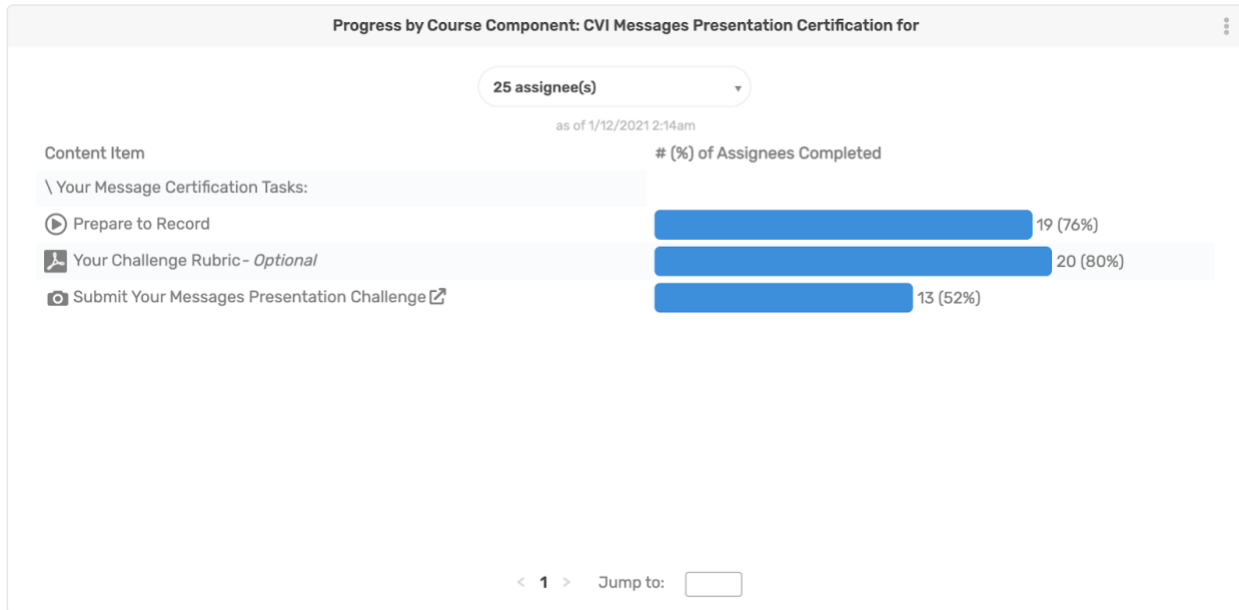 Progress by Course Component: CVI Messages Presentation Certification for
25 assignee(s)
as of 1/12/2021 2:14am
Content Item # (%) of Assignees Completed
\ Your Message Certification Tasks:
Prepare to Record 19 (76%)
Your Challenge Rubric - Optional 20 (80%)
Submit Your Messages Presentation Challenge 13 (52%)
< 1 > Jump to: